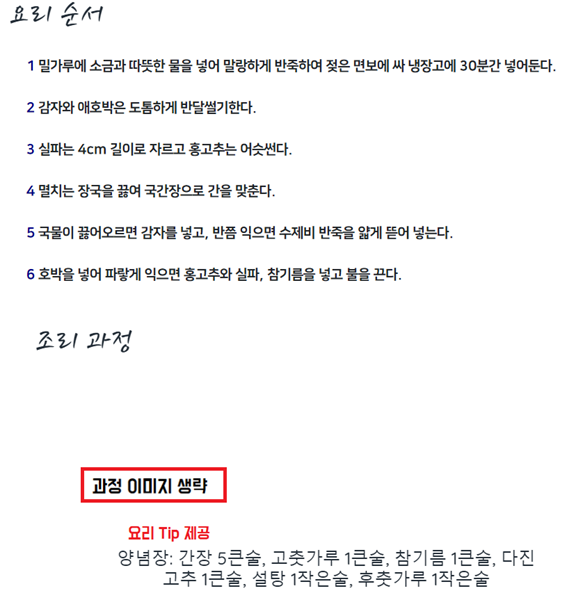 요리 순서
1 밀가루에 소금과 따뜻한 물을 넣어 말랑하게 반죽하여 젖은 면보에 싸 냉장고에 30분간 넣어둔다.
2 감자와 애호박은 도톰하게 반달썰기한다.
3 실파는 4cm 길이로 자르고 홍고추는 어슷썬다.
4 멸치는 장국을 끓여 국간장으로 간을 맞춘다.
5 국물이 끓어오르면 감자를 넣고, 반쯤 익으면 수제비 반죽을 얇게 뜯어 넣는다.
6 호박을 넣어 파랗게 익으면 홍고추와 실파, 참기름을 넣고 불을 끈다.
조리 과정
과정 이미지 생략
요리 Tip 제공
양념장: 간장 5큰술, 고춧가루 1큰술, 참기름 1큰술, 다진
고추 1큰술, 설탕 1작은술, 후춧가루 1작은술